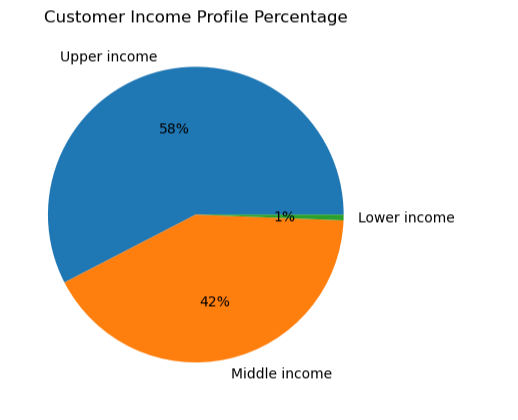 Customer Income Profile Percentage
Upper income
58%
1%
Lower income
42%
Middle income